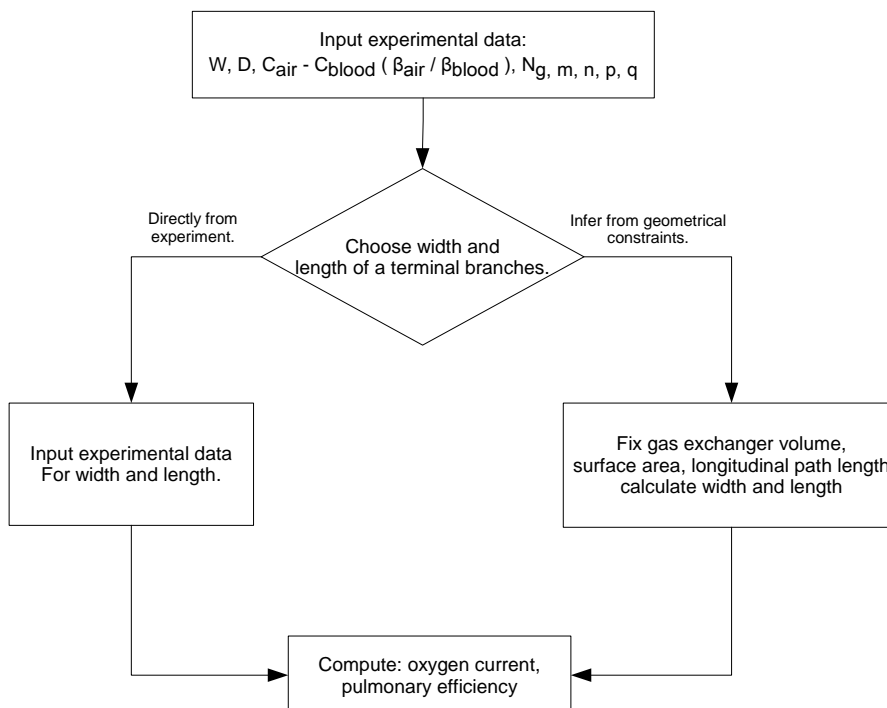 Input experimental data:
W, D, Cair - Cblood ( βair / βblood ), Ng, m, n, p, q
Directly from
experiment.
Infer from geometrical
constraints.
Choose width and
length of a terminal branches.
Input experimental data
For width and length.
Fix gas exchanger volume,
surface area, longitudinal path length
calculate width and length
Compute: oxygen current,
pulmonary efficiency